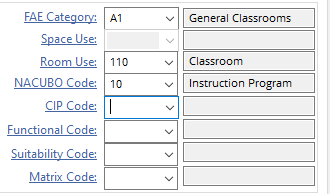 FAE Category: A1 General Classrooms
Space Use:
Room Use: 110 Classroom
NACUBO Code: 10 Instruction Program
CIP Code:
Functional Code:
Suitability Code:
Matrix Code: